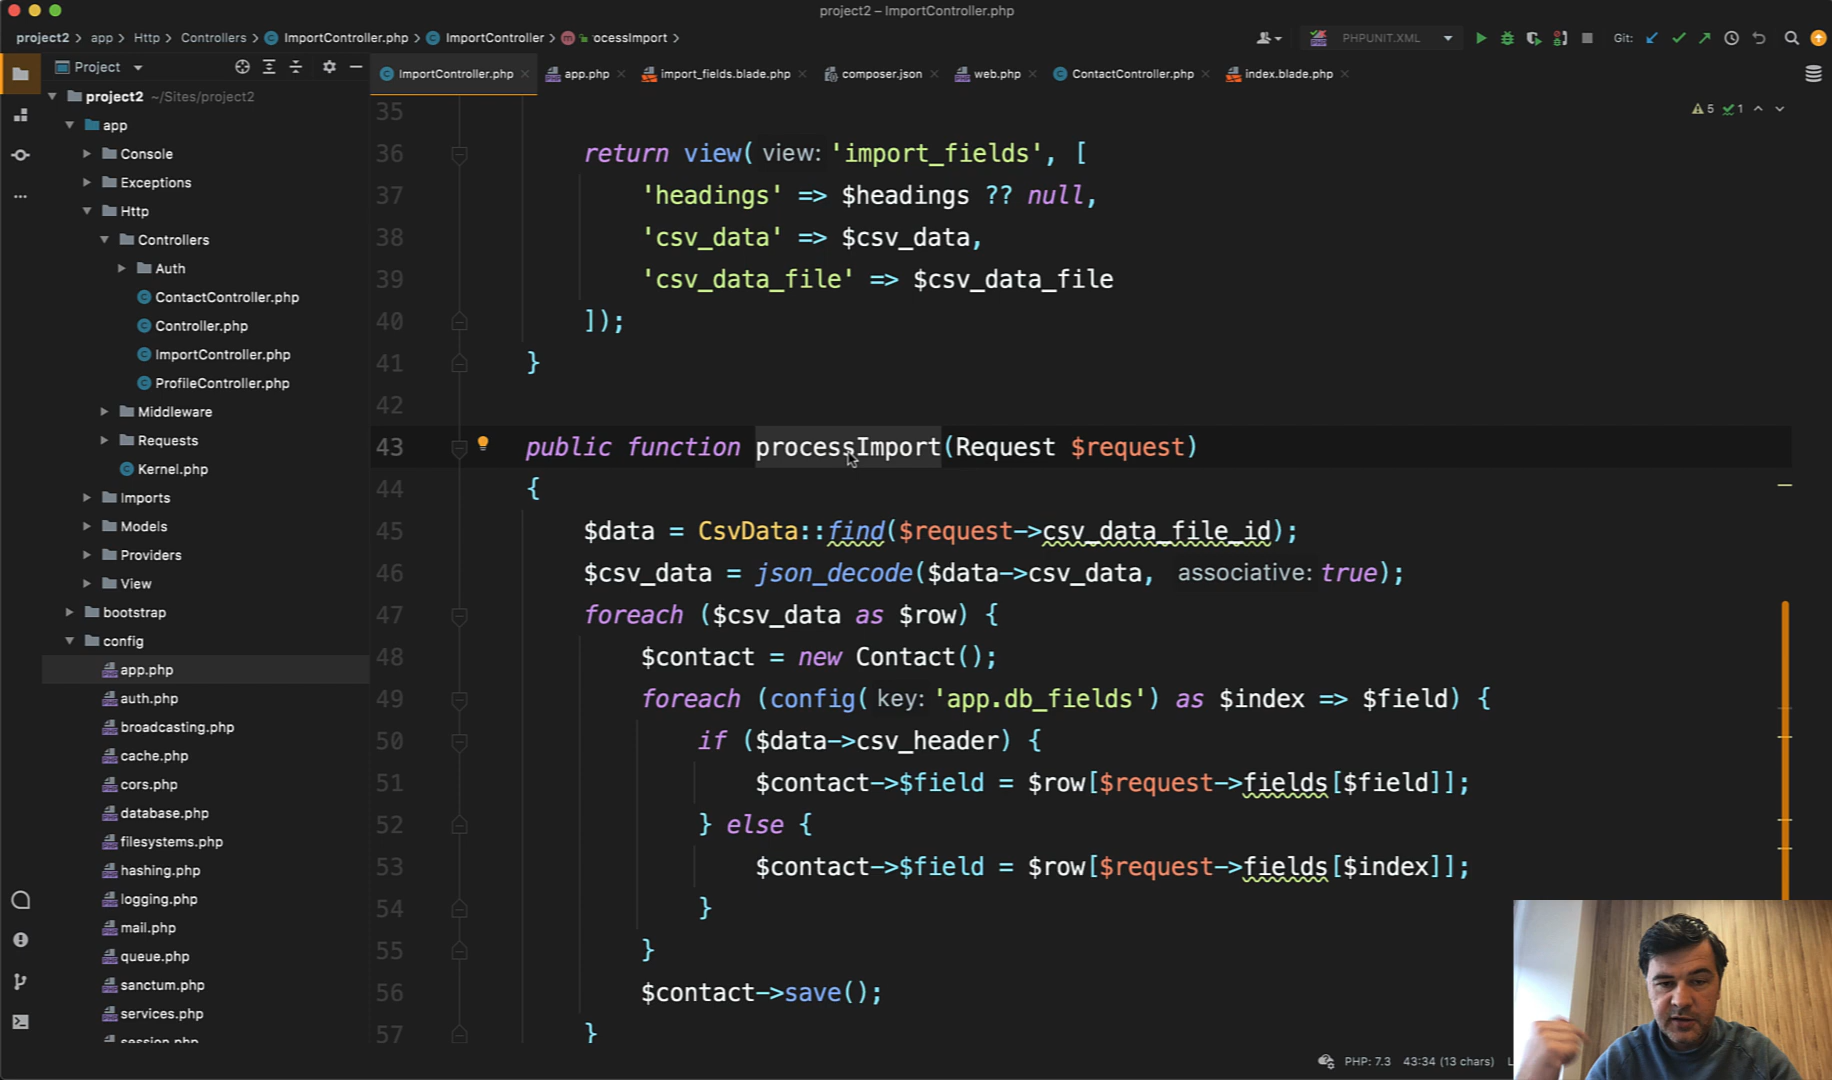 project2 – ImportController.php
project2 > app > Http > Controllers > ImportController.php > ImportController > ocessImport >
PHPUNIT.XML
Git:
Project
ImportController.php
app.php
import_fields.blade.php
composer.json
web.php
ContactController.php
index.blade.php
project2 ~/Sites/project2
app
Console
Exceptions
Http
Controllers
Auth
ContactController.php
Controller.php
ImportController.php
ProfileController.php
Middleware
Requests
Kernel.php
Imports
Models
Providers
View
bootstrap
config
app.php
auth.php
broadcasting.php
cache.php
cors.php
database.php
filesystems.php
hashing.php
logging.php
mail.php
queue.php
sanctum.php
services.php
session.php
5 1
35
36 return view( view: 'import_fields', [
37 'headings' => $headings ?? null,
38 'csv_data' => $csv_data,
39 'csv_data_file' => $csv_data_file
40 ]);
41 }
42
43 public function processImport(Request $request)
44 {
45 $data = CsvData::find($request->csv_data_file_id);
46 $csv_data = json_decode($data->csv_data, associative: true);
47 foreach ($csv_data as $row) {
48 $contact = new Contact();
49 foreach (config( key: 'app.db_fields') as $index => $field) {
50 if ($data->csv_header) {
51 $contact->$field = $row[$request->fields[$field]];
52 } else {
53 $contact->$field = $row[$request->fields[$index]];
54 }
55 }
56 $contact->save();
57 }
PHP: 7.3 43:34 (13 chars)